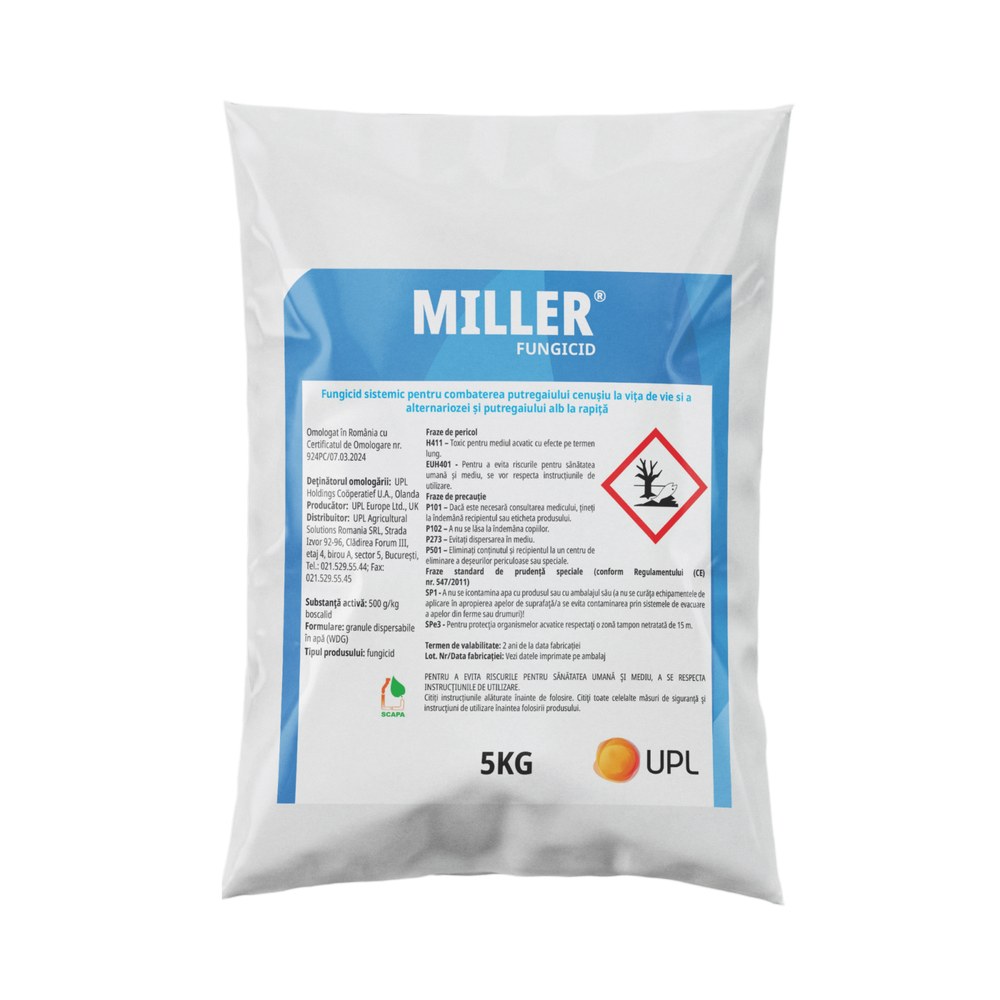 MILLER®
FUNGICID
Fungicid sistemic pentru combaterea putregaiului cenușiu la vița de vie si a
alternariozei și putregaiului alb la rapiță
Omologat în România cu
Certificatul de Omologare nr.
924PC/07.03.2024
Deținătorul omologării: UPL
Holdings Coöperatief U.A., Olanda
Producător: UPL Europe Ltd., UK
Distribuitor: UPL Agricultural
Solutions Romania SRL, Strada
Izvor 92-96, Clădirea Forum III,
etaj 4, birou A, sector 5, București,
Tel.: 021.529.55.44; Fax:
021.529.55.45
Substanță activă: 500 g/kg
boscalid
Formulare: granule dispersabile
în apă (WDG)
Tipul produsului: fungicid
SCAPA
Fraze de pericol
H411 – Toxic pentru mediul acvatic cu efecte pe termen
lung.
EUH401 - Pentru a evita riscurile pentru sănătatea
umană și mediu, se vor respecta instrucțiunile de
utilizare.
Fraze de precauție
P101 – Dacă este necesară consultarea medicului, țineți
la îndemână recipientul sau eticheta produsului.
P102 – A nu se lăsa la îndemâna copiilor.
P273 – Evitați dispersarea în mediu.
P501 – Eliminați conținutul și recipientul la un centru de
eliminare a deșeurilor periculoase sau speciale.
Fraze standard de prudență speciale (conform Regulamentului (CE)
nr. 547/2011)
SP1 - A nu se icontamina apa cu produsul sau cu ambalajul său (a nu se curăța echipamentele de
aplicare în apropierea apelor de suprafață/a se evita contaminarea prin sistemele de evacuare
a apelor din ferme sau drumuri)!
SPe3 - Pentru protecția organismelor acvatice respectați o zonă tampon netratată de 15 m.
Termen de valabilitate: 2 ani de la data fabricației
Lot. Nr/Data fabricației: Vezi datele imprimate pe ambalaj
PENTRU A EVITA RISCURILE PENTRU SĂNĂTATEA UMANĂ ȘI MEDIU, A SE RESPECTA
INSTRUCȚIUNILE DE UTILIZARE.
Citiți instrucțiunile alăturate înainte de folosire. Citiți toate celelalte măsuri de siguranță și
instrucțiuni de utilizare înaintea folosirii produsului.
5KG
UPL